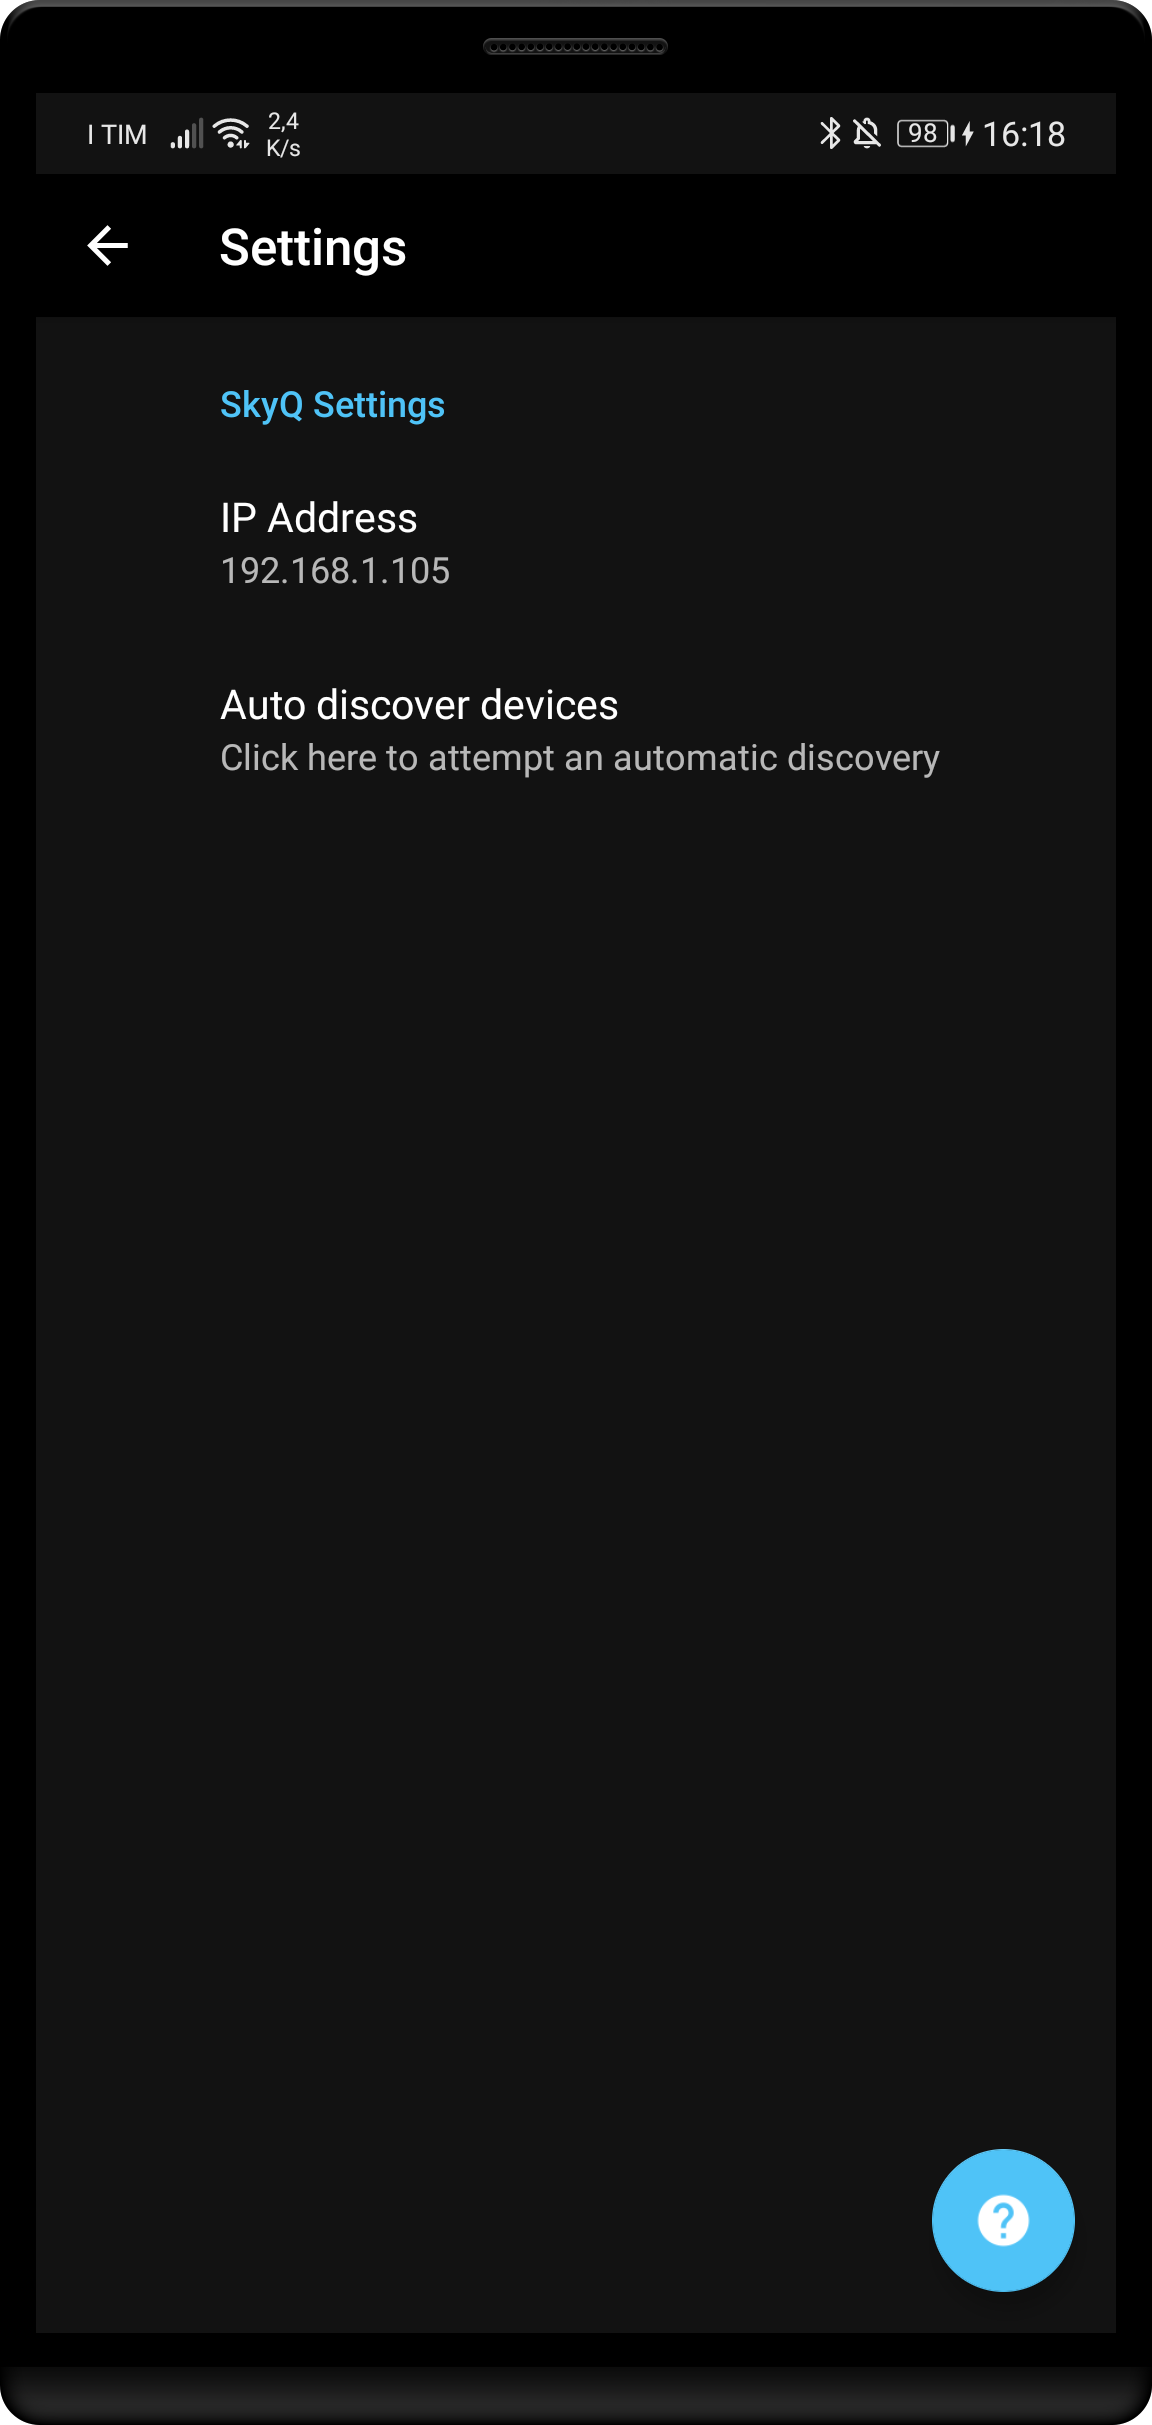 I TIM 2,4 K/s 98 16:18
Settings
SkyQ Settings
IP Address
192.168.1.105
Auto discover devices
Click here to attempt an automatic discovery
?